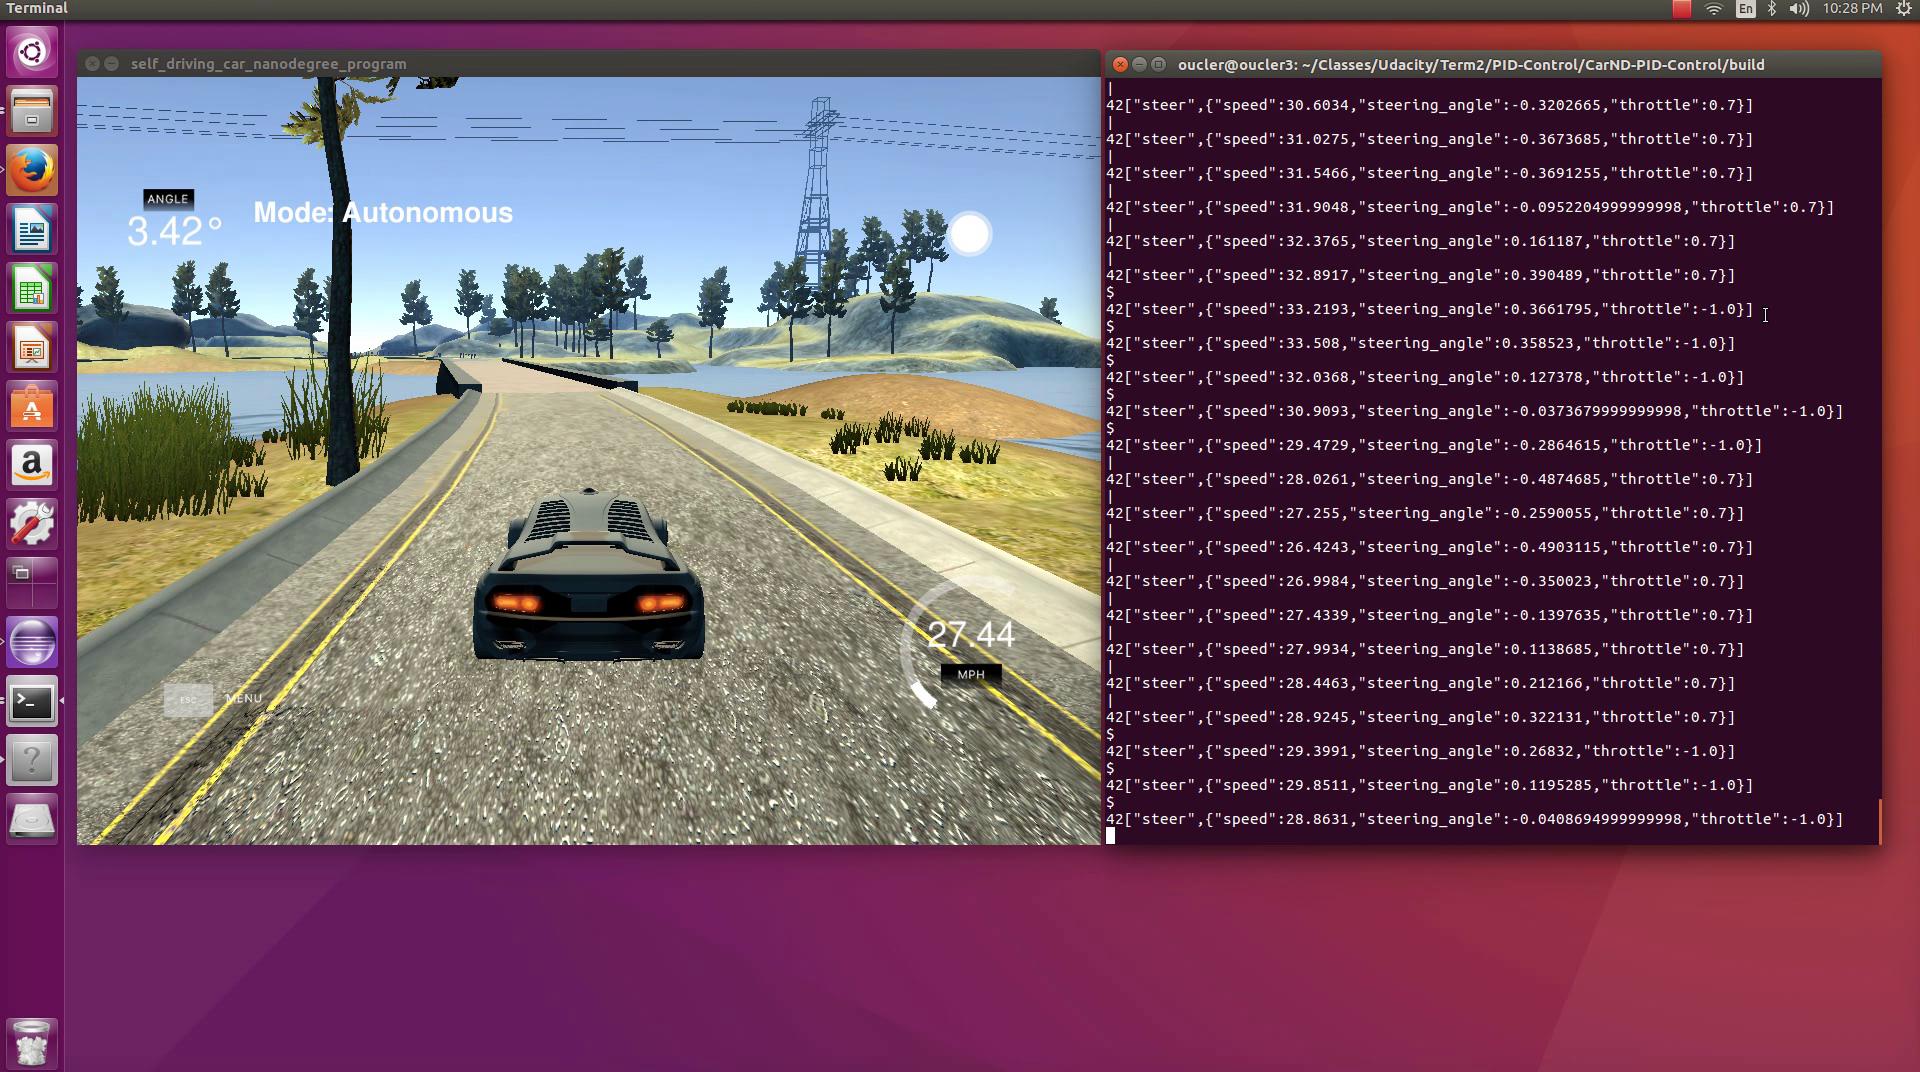 Terminal
En
10:28 PM
self_driving_car_nanodegree_program
ANGLE
3.42°
Mode: Autonomous
27.44
MPH
ESC
MENU
oucler@oucler3: ~/Classes/Udacity/Term2/PID-Control/CarND-PID-Control/build
|
42["steer",{"speed":30.6034,"steering_angle":-0.3202665,"throttle":0.7}]
|
42["steer",{"speed":31.0275,"steering_angle":-0.3673685,"throttle":0.7}]
|
42["steer",{"speed":31.5466,"steering_angle":-0.3691255,"throttle":0.7}]
|
42["steer",{"speed":31.9048,"steering_angle":-0.0952204999999998,"throttle":0.7}]
|
42["steer",{"speed":32.3765,"steering_angle":0.161187,"throttle":0.7}]
|
42["steer",{"speed":32.8917,"steering_angle":0.390489,"throttle":0.7}]
$
42["steer",{"speed":33.2193,"steering_angle":0.3661795,"throttle":-1.0}]
$
42["steer",{"speed":33.508,"steering_angle":0.358523,"throttle":-1.0}]
$
42["steer",{"speed":32.0368,"steering_angle":0.127378,"throttle":-1.0}]
$
42["steer",{"speed":30.9093,"steering_angle":-0.0373679999999998,"throttle":-1.0}]
$
42["steer",{"speed":29.4729,"steering_angle":-0.2864615,"throttle":-1.0}]
|
42["steer",{"speed":28.0261,"steering_angle":-0.4874685,"throttle":0.7}]
|
42["steer",{"speed":27.255,"steering_angle":-0.2590055,"throttle":0.7}]
|
42["steer",{"speed":26.4243,"steering_angle":-0.4903115,"throttle":0.7}]
|
42["steer",{"speed":26.9984,"steering_angle":-0.350023,"throttle":0.7}]
|
42["steer",{"speed":27.4339,"steering_angle":-0.1397635,"throttle":0.7}]
|
42["steer",{"speed":27.9934,"steering_angle":0.1138685,"throttle":0.7}]
|
42["steer",{"speed":28.4463,"steering_angle":0.212166,"throttle":0.7}]
|
42["steer",{"speed":28.9245,"steering_angle":0.322131,"throttle":0.7}]
$
42["steer",{"speed":29.3991,"steering_angle":0.26832,"throttle":-1.0}]
$
42["steer",{"speed":29.8511,"steering_angle":0.1195285,"throttle":-1.0}]
$
42["steer",{"speed":28.8631,"steering_angle":-0.0408694999999998,"throttle":-1.0}]